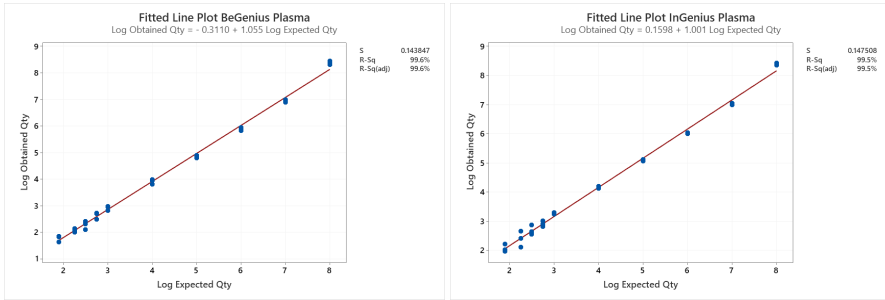 Fitted Line Plot BeGenius Plasma
Log Obtained Qty = - 0.3110 + 1.055 Log Expected Qty
S 0.143847
R-Sq 99.6%
R-Sq(adj) 99.6%
9
8
7
6
5
4
3
2
1
Log Obtained Qty
2 3 4 5 6 7 8
Log Expected Qty
Fitted Line Plot InGenius Plasma
Log Obtained Qty = 0.1598 + 1.001 Log Expected Qty
S 0.147508
R-Sq 99.5%
R-Sq(adj) 99.5%
9
8
7
6
5
4
3
2
Log Obtained Qty
2 3 4 5 6 7 8
Log Expected Qty